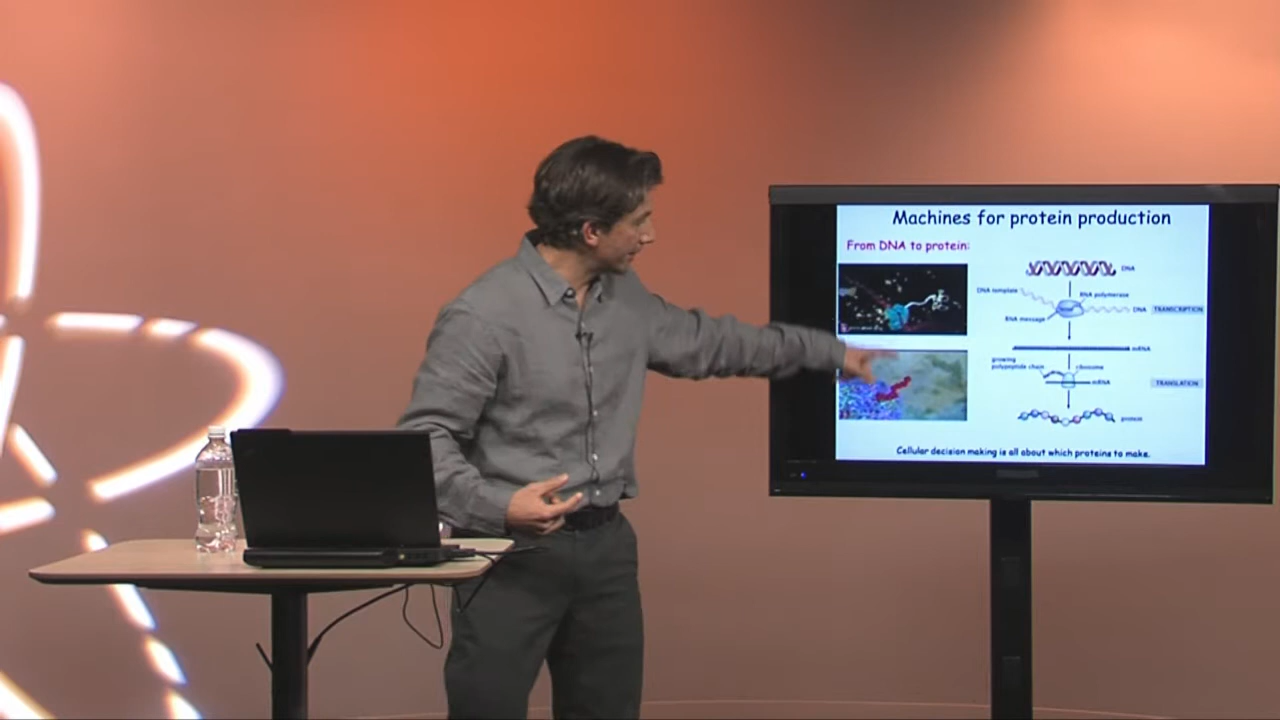 Machines for protein production
From DNA to protein:
DNA
DNA template
RNA polymerase
DNA
TRANSCRIPTION
RNA message
mRNA
growing
polypeptide chain
ribosome
mRNA
TRANSLATION
protein
Cellular decision making is all about which proteins to make.